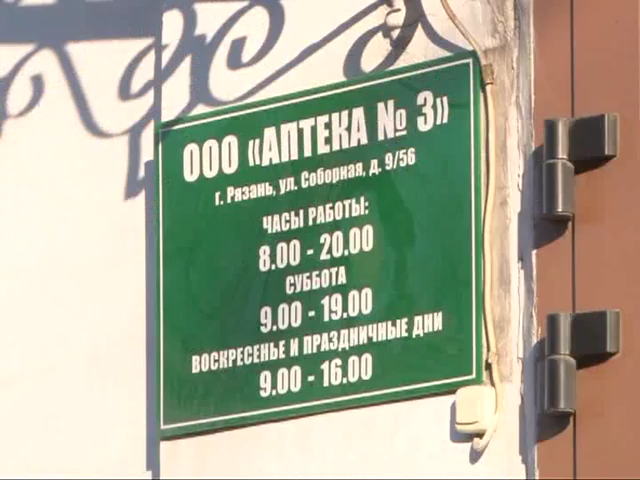 ООО «АПТЕКА № 3»
г. Рязань, ул. Соборная, д. 9/56
ЧАСЫ РАБОТЫ:
8.00 - 20.00
СУББОТА
9.00 - 19.00
ВОСКРЕСЕНЬЕ И ПРАЗДНИЧНЫЕ ДНИ
9.00 - 16.00